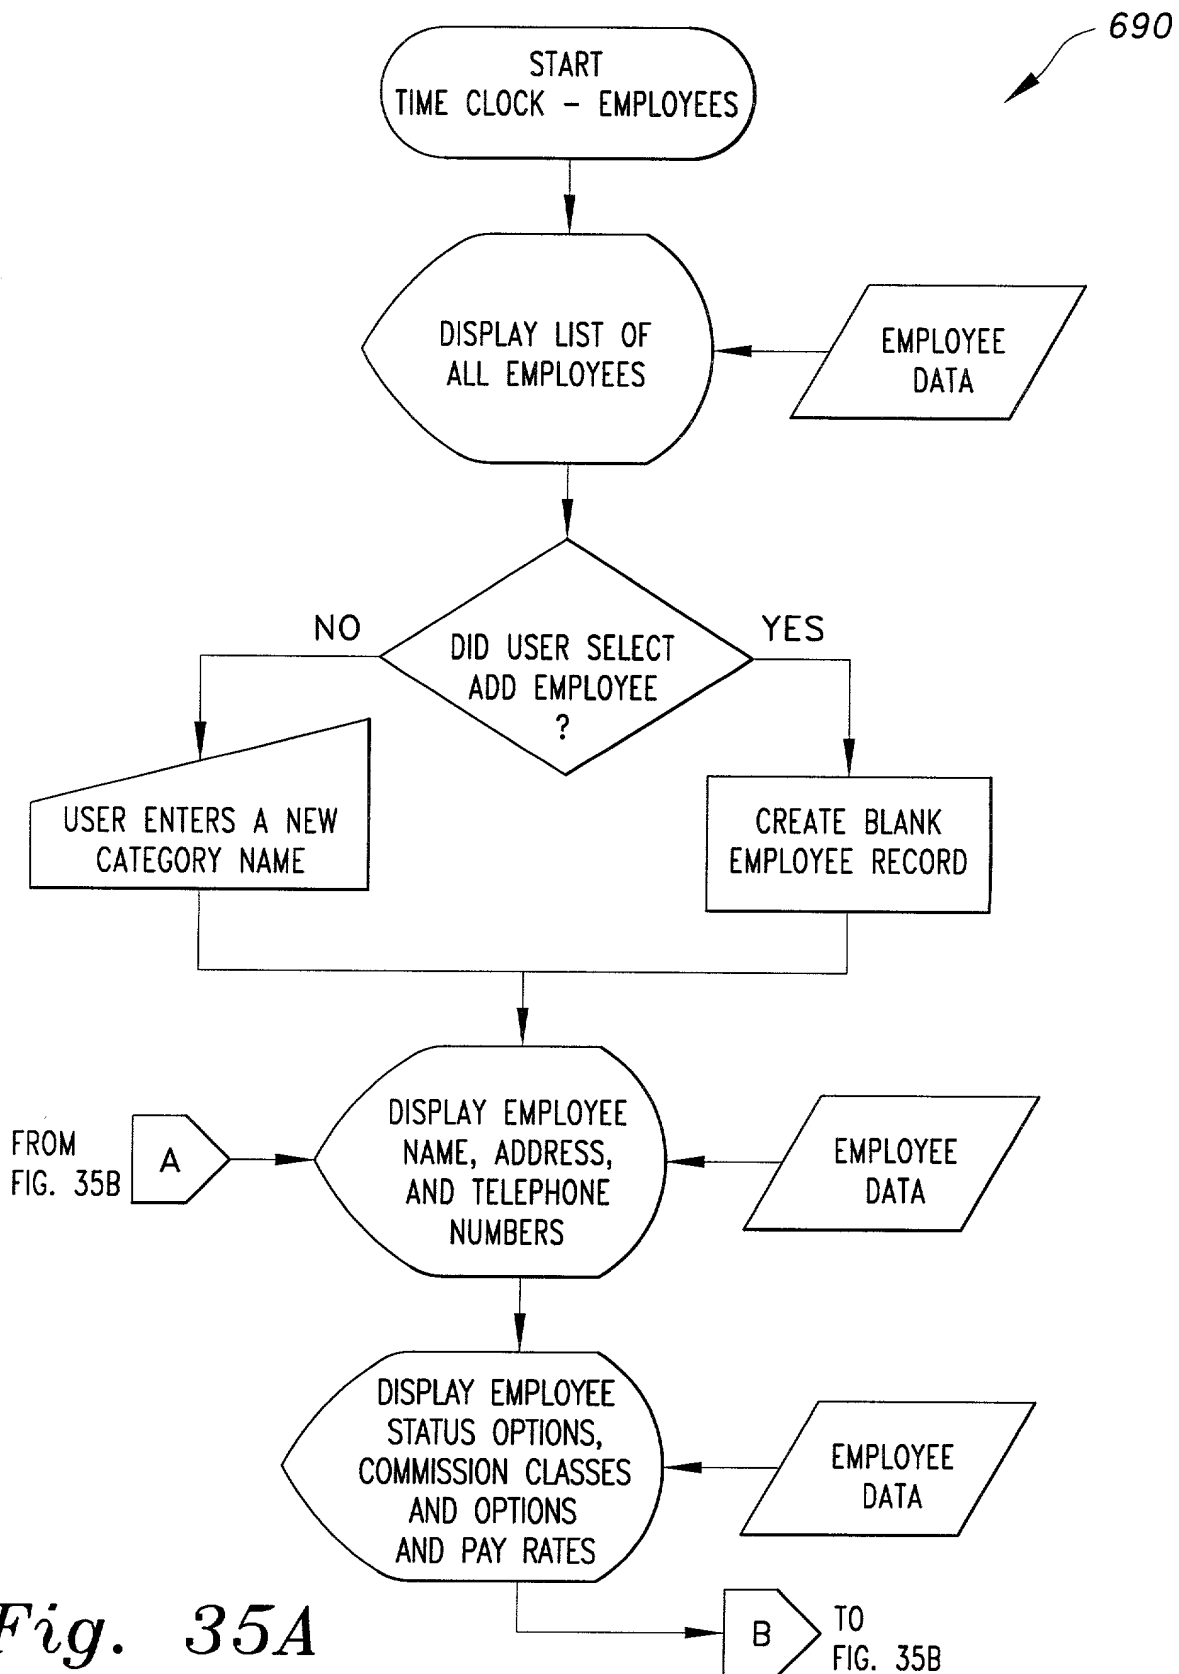 690
START
TIME CLOCK – EMPLOYEES
DISPLAY LIST OF
ALL EMPLOYEES
EMPLOYEE
DATA
NO
YES
DID USER SELECT
ADD EMPLOYEE
?
USER ENTERS A NEW
CATEGORY NAME
CREATE BLANK
EMPLOYEE RECORD
FROM
FIG. 35B
A
DISPLAY EMPLOYEE
NAME, ADDRESS,
AND TELEPHONE
NUMBERS
EMPLOYEE
DATA
DISPLAY EMPLOYEE
STATUS OPTIONS,
COMMISSION CLASSES
AND OPTIONS
AND PAY RATES
EMPLOYEE
DATA
B
TO
FIG. 35B
Fig. 35A